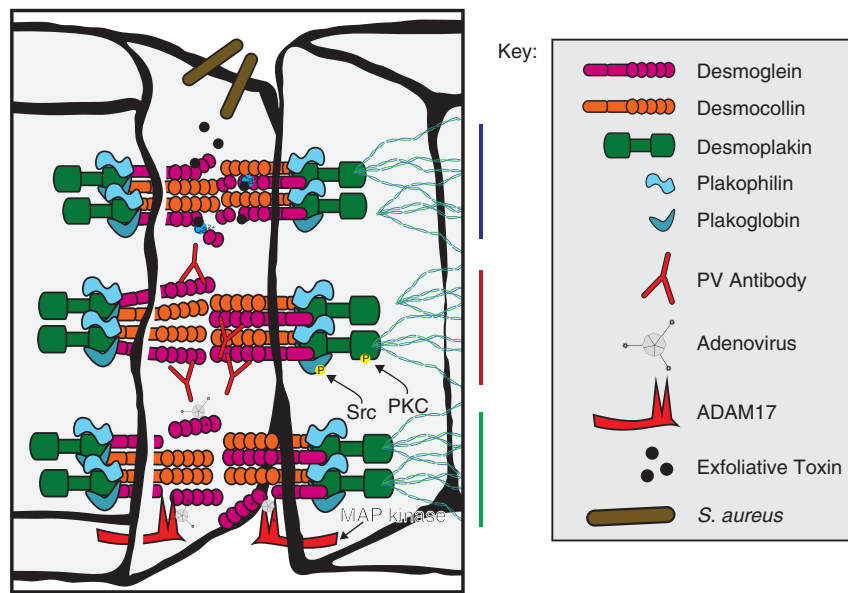 Key:
Desmoglein
Desmocollin
Desmoplakin
Plakophilin
Plakoglobin
PV Antibody
Adenovirus
ADAM17
Exfoliative Toxin
S. aureus
P
P
Src
PKC
MAP kinase